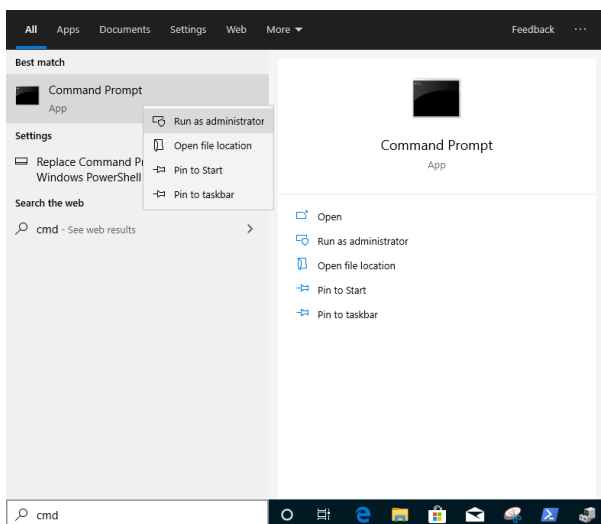 All Apps Documents Settings Web More Feedback ...
Best match
Command Prompt
App
Run as administrator
Open file location
Pin to Start
Pin to taskbar
Settings
Replace Command Pr
Windows PowerShell
Search the web
cmd - See web results
Command Prompt
App
Open
Run as administrator
Open file location
Pin to Start
Pin to taskbar
cmd